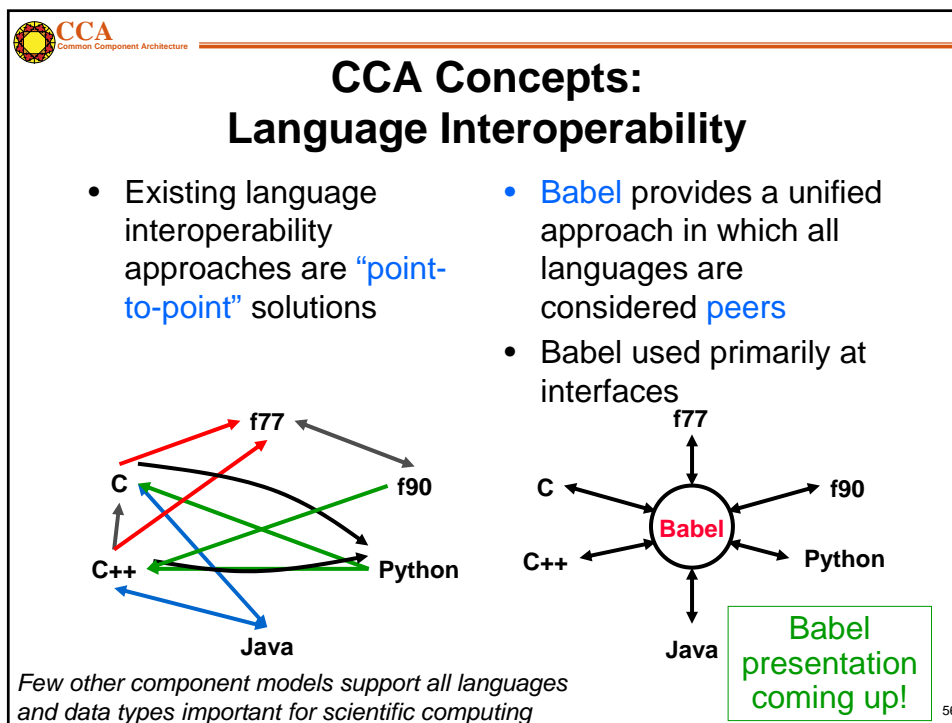 CCA
Common Component Architecture
CCA Concepts:
Language Interoperability
• Existing language
interoperability
approaches are “point-
to-point” solutions
• Babel provides a unified
approach in which all
languages are
considered peers
• Babel used primarily at
interfaces
f77
C
f90
C++
Python
Java
f77
C
f90
Babel
C++
Python
Java
Babel
presentation
coming up!
Few other component models support all languages
and data types important for scientific computing